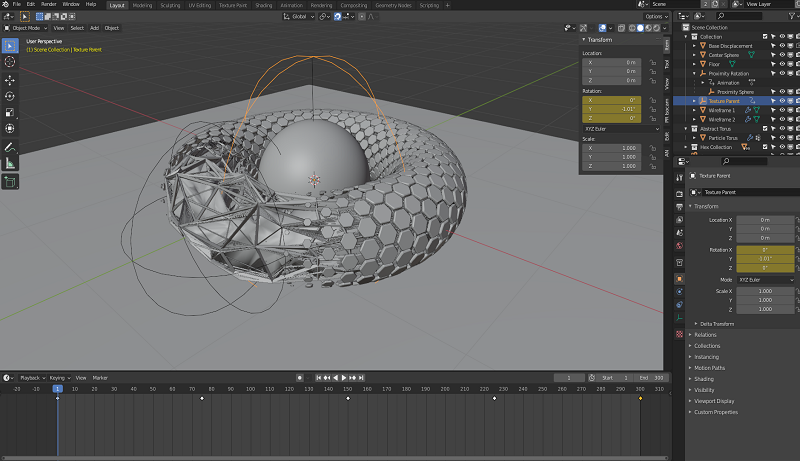 File Edit Render Window Help Layout Modeling Sculpting UV Editing Texture Paint Shading Animation Rendering Compositing Geometry Nodes Scripting Scene View Layer
Global Options
Object Mode View Select Add Object
User Perspective
(1) Scene Collection | Texture Parent
Transform
Location:
X 0 m
Y 0 m
Z 0 m
Rotation:
X 0°
Y -1.01°
Z 0°
XYZ Euler
Scale:
X 1.000
Y 1.000
Z 1.000
Item
Tool
View
Edit
Scene Collection
Collection
Base Discplacement
Center Sphere
Floor
Proximity Rotation
Animation
Proximity Sphere
Texture Parent
Wireframe 1
Wireframe 2
Abstract Torus
Particle Torus
Hex Collection
Texture Parent
Texture Parent
Transform
Location X 0 m
Y 0 m
Z 0 m
Rotation X 0°
Y -1.01°
Z 0°
Mode XYZ Euler
Scale X 1.000
Y 1.000
Z 1.000
Delta Transform
Relations
Collections
Instancing
Motion Paths
Shading
Visibility
Viewport Display
Custom Properties
Playback Keying View Marker 1 Start 1 End 300
-20 -10 1 10 20 30 40 50 60 70 80 90 100 110 120 130 140 150 160 170 180 190 200 210 220 230 240 250 260 270 280 290 300 310 320